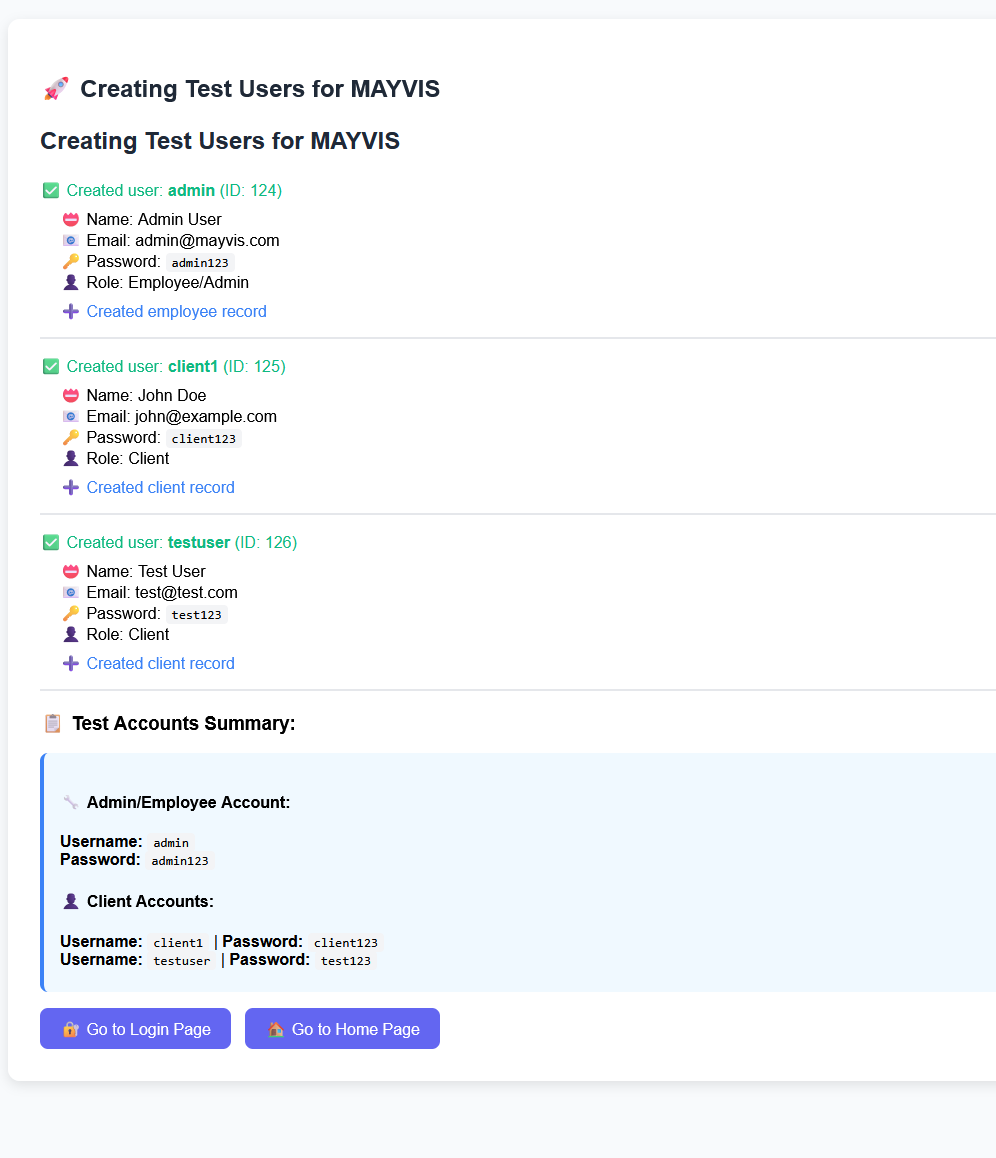 🚀 Creating Test Users for MAYVIS
Creating Test Users for MAYVIS
✅ Created user: admin (ID: 124)
📛 Name: Admin User
📧 Email: admin@mayvis.com
🔑 Password: admin123
👤 Role: Employee/Admin
➕ Created employee record
✅ Created user: client1 (ID: 125)
📛 Name: John Doe
📧 Email: john@example.com
🔑 Password: client123
👤 Role: Client
➕ Created client record
✅ Created user: testuser (ID: 126)
📛 Name: Test User
📧 Email: test@test.com
🔑 Password: test123
👤 Role: Client
➕ Created client record
📋 Test Accounts Summary:
🔧 Admin/Employee Account:
Username: admin
Password: admin123
👤 Client Accounts:
Username: client1 | Password: client123
Username: testuser | Password: test123
🔐 Go to Login Page
🏠 Go to Home Page